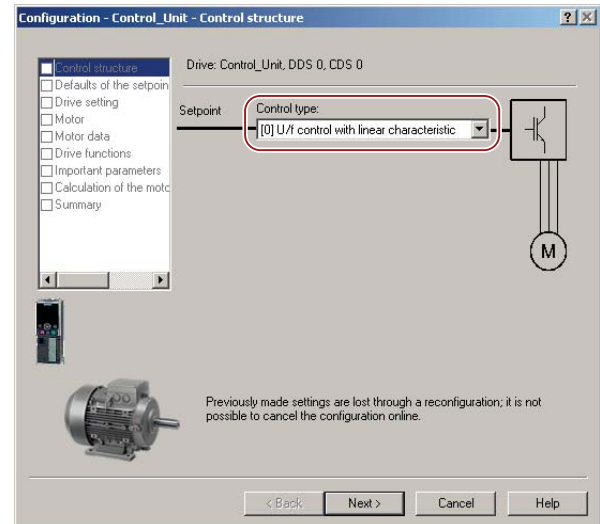 Configuration - Control_Unit - Control structure
Control structure
Defaults of the setpoin
Drive setting
Motor
Motor data
Drive functions
Important parameters
Calculation of the motc
Summary
Drive: Control_Unit, DDS 0, CDS 0
Setpoint
Control type:
[0] U/f control with linear characteristic
M
Previously made settings are lost through a reconfiguration; it is not
possible to cancel the configuration online.
< Back
Next >
Cancel
Help